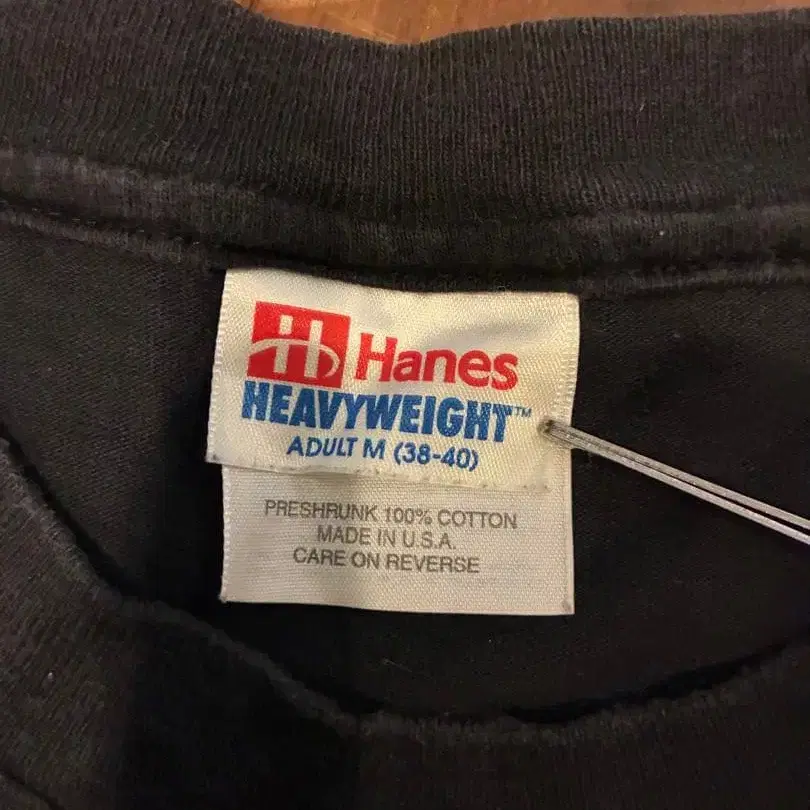 Hanes
HEAVYWEIGHT™
ADULT M (38-40)
PRESHRUNK 100% COTTON
MADE IN U.S.A.
CARE ON REVERSE